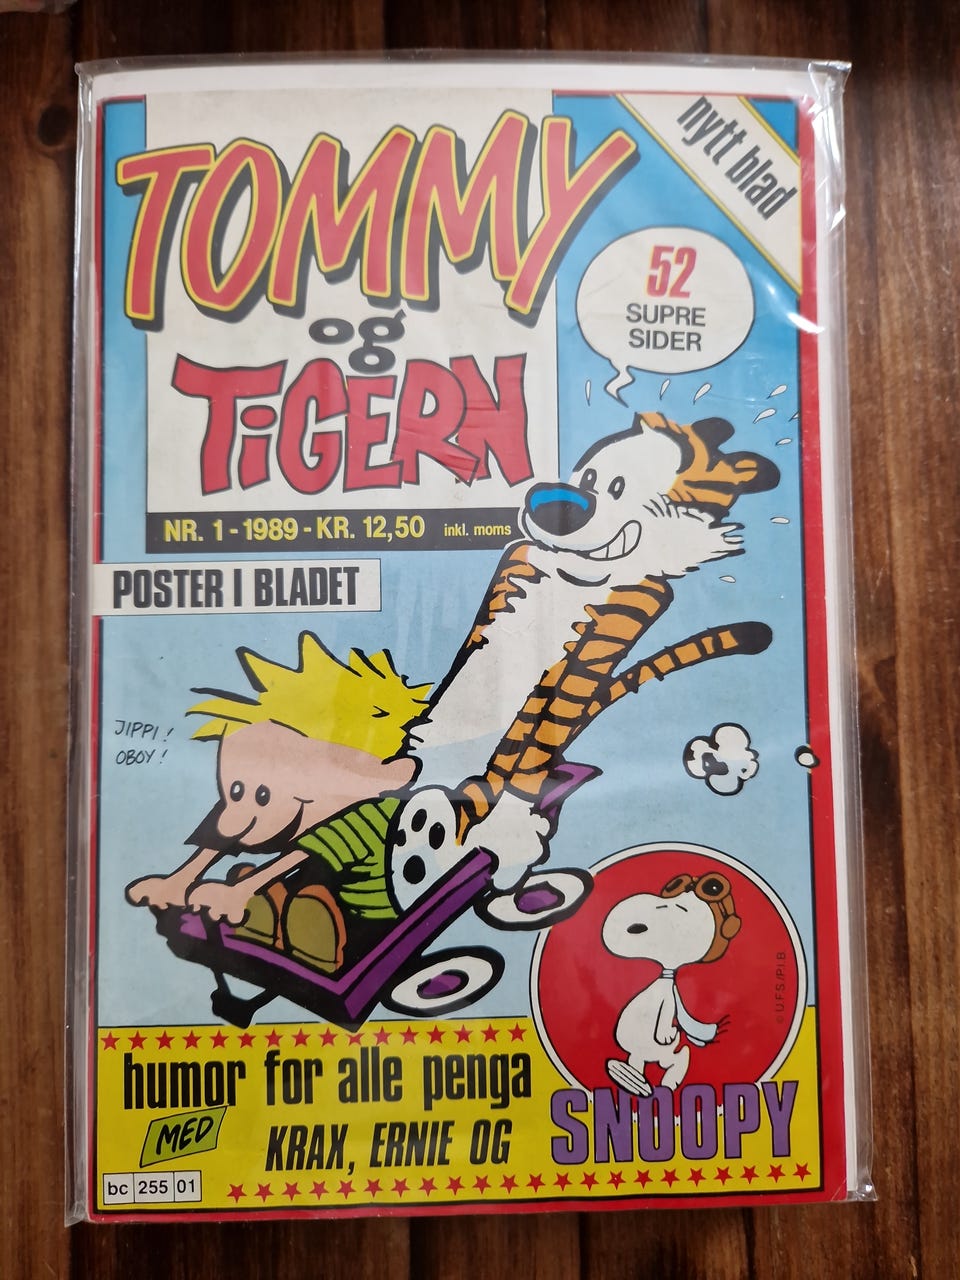 nytt blad
TOMMY
og
TiGERN
52
SUPRE
SIDER
NR. 1 - 1989 - KR. 12,50 inkl. moms
POSTER I BLADET
JIPPI!
OBOY!
© U.F.S./P.I.B
humor for alle penga
MED
KRAX, ERNIE OG
SNOOPY
bc 255 01